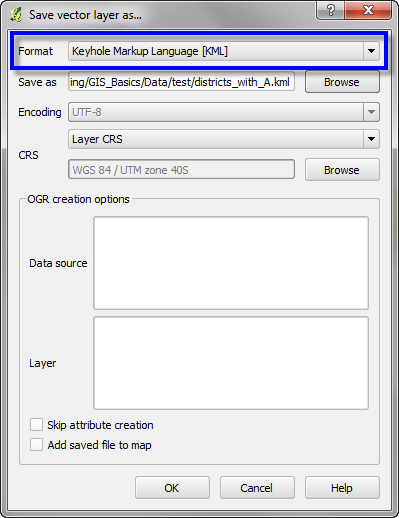 Save vector layer as...
Format Keyhole Markup Language [KML]
Save as ing/GIS_Basics/Data/test/districts_with_A.kml Browse
Encoding UTF-8
Layer CRS
CRS
WGS 84 / UTM zone 40S Browse
OGR creation options
Data source
Layer
Skip attribute creation
Add saved file to map
OK Cancel Help